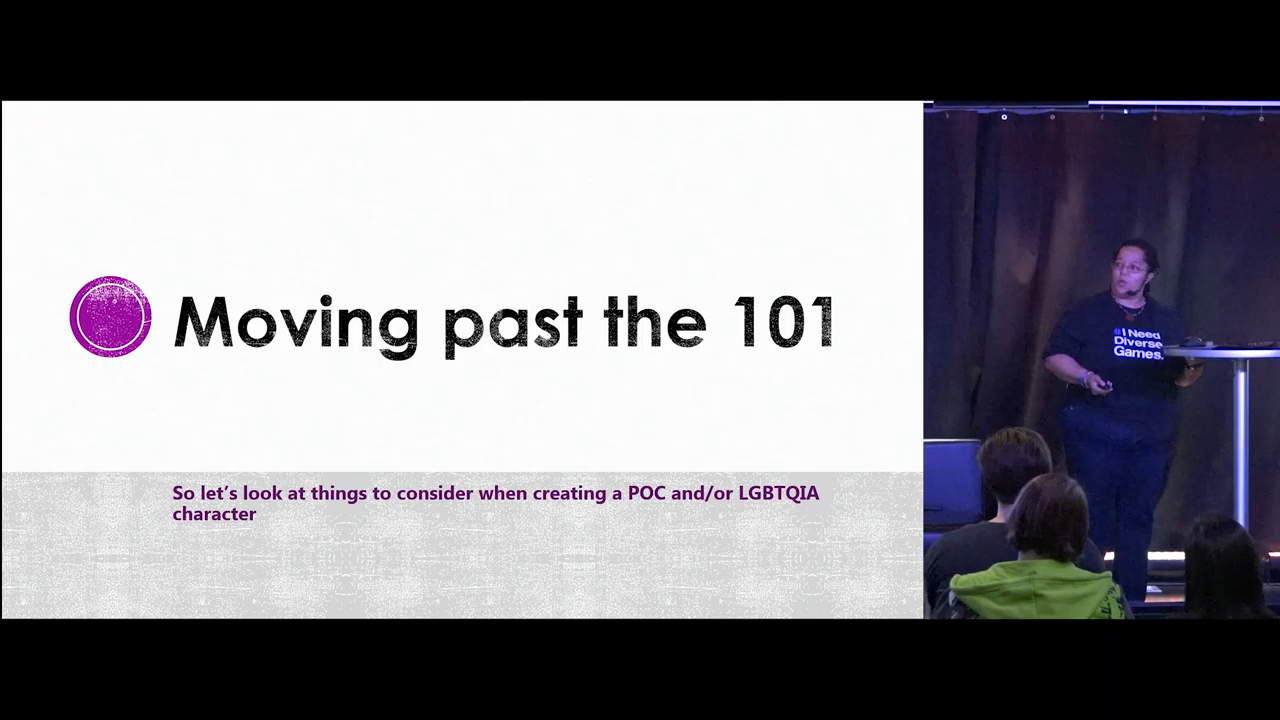 Moving past the 101
So let's look at things to consider when creating a POC and/or LGBTQIA
character
#I Need
Diverse
Games.